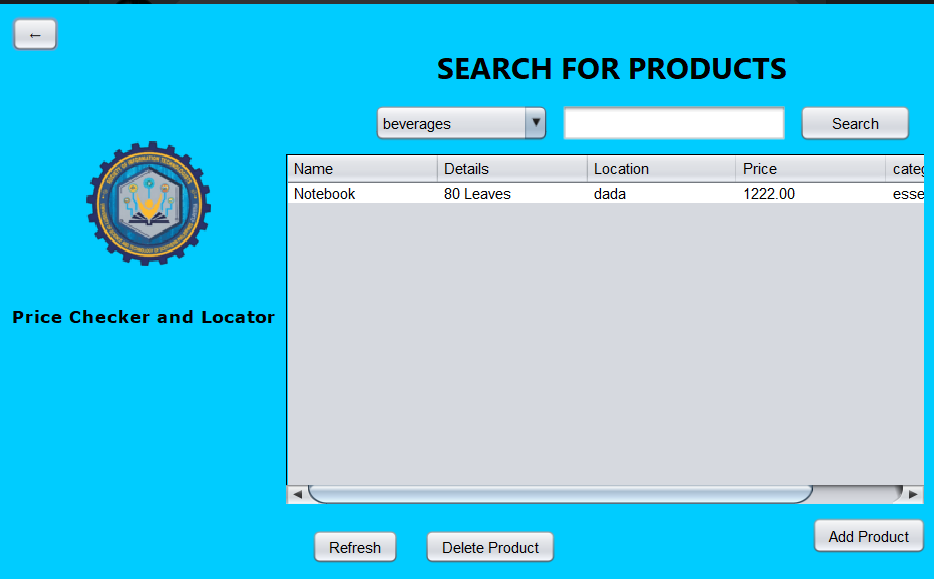 ←
SEARCH FOR PRODUCTS
beverages
Search
Name Details Location Price categ
Notebook 80 Leaves dada 1222.00 esse
Price Checker and Locator
Refresh Delete Product Add Product